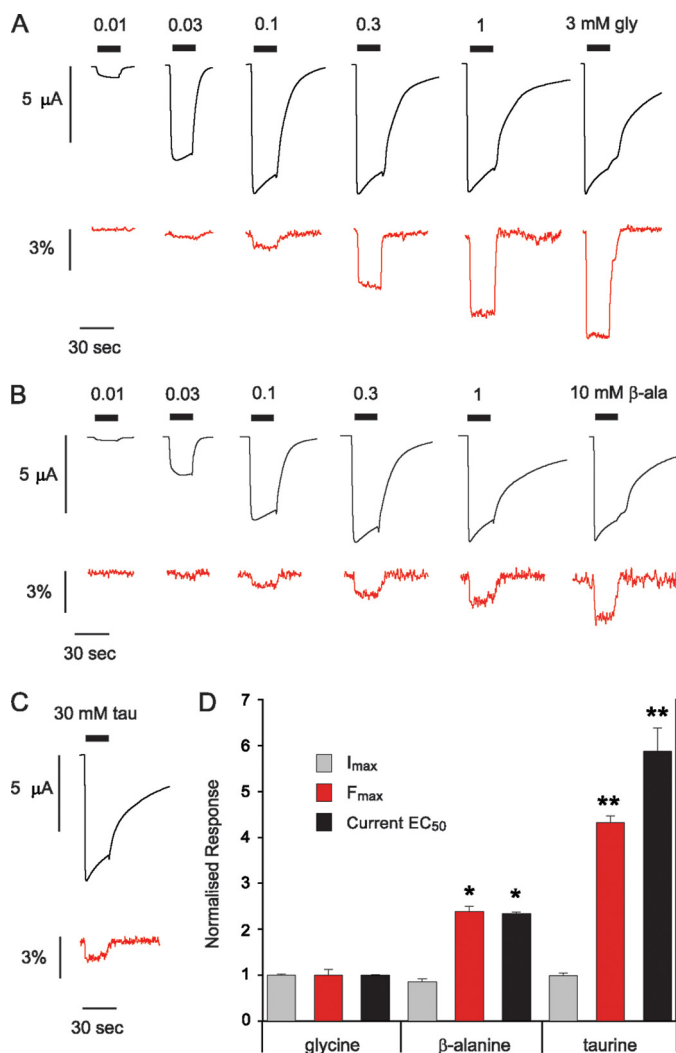 A
0.01 0.03 0.1 0.3 1 3 mM gly
5 µA
3%
30 sec
B
0.01 0.03 0.1 0.3 1 10 mM β-ala
5 µA
3%
30 sec
C
30 mM tau
5 µA
3%
30 sec
D
Normalised Response
7
6
5
4
3
2
1
0
Imax
Fmax
Current EC50
* * ** **
glycine β-alanine taurine